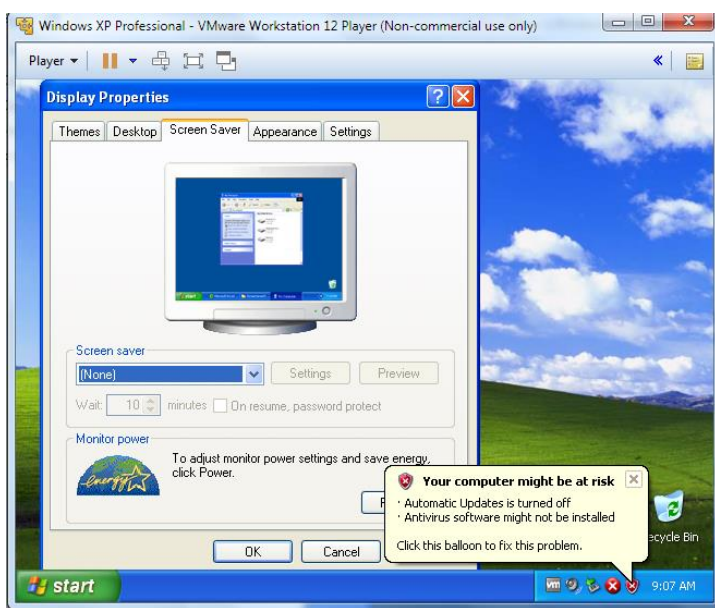 Windows XP Professional - VMware Workstation 12 Player (Non-commercial use only)
Player
Display Properties
Themes Desktop Screen Saver Appearance Settings
Screen saver
(None)
Settings
Preview
Wait: 10 minutes On resume, password protect
Monitor power
energy
To adjust monitor power settings and save energy,
click Power.
Your computer might be at risk
· Automatic Updates is turned off
· Antivirus software might not be installed
Click this balloon to fix this problem.
ecycle Bin
OK
Cancel
start
vm
9:07 AM